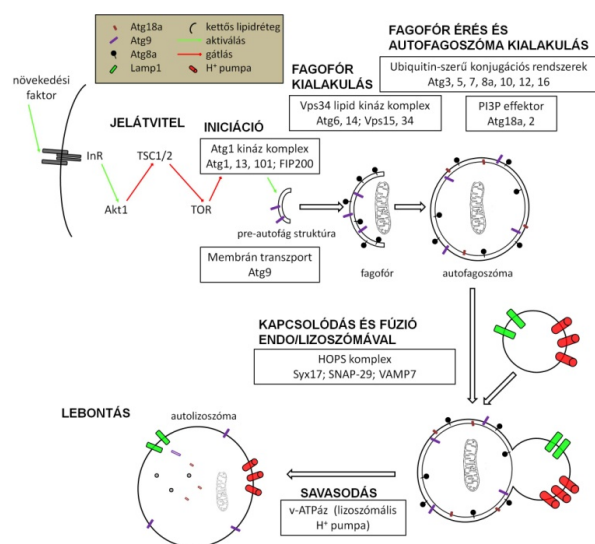 Atg18a
Atg9
Atg8a
Lamp1
kettős lipidréteg
aktiválás
gátlás
H⁺ pumpa
növekedési
faktor
JELÁTVITEL
InR
TSC1/2
Akt1
TOR
INICIÁCIÓ
Atg1 kináz komplex
Atg1, 13, 101; FIP200
pre-autofág struktúra
Membrán transzport
Atg9
FAGOFÓR
KIALAKULÁS
Vps34 lipid kináz komplex
Atg6, 14; Vps15, 34
fagofór
FAGOFÓR ÉRÉS ÉS
AUTOFAGOSZÓMA KIALAKULÁS
Ubiquitin-szerű konjugációs rendszerek
Atg3, 5, 7, 8a, 10, 12, 16
PI3P effektor
Atg18a, 2
autofagoszóma
KAPCSOLÓDÁS ÉS FÚZIÓ
ENDO/LIZOSZÓMÁVAL
HOPS komplex
Syx17; SNAP-29; VAMP7
LEBONTÁS
autolizoszóma
SAVASODÁS
v-ATPáz (lizoszómális
H⁺ pumpa)